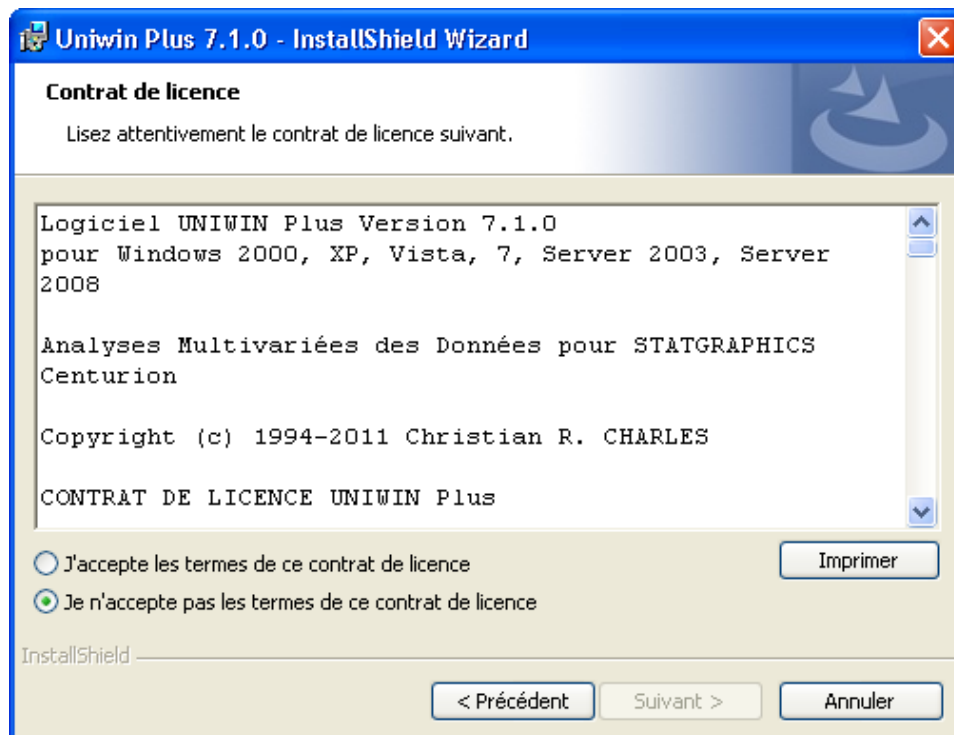 Uniwin Plus 7.1.0 - InstallShield Wizard
Contrat de licence
Lisez attentivement le contrat de licence suivant.
Logiciel UNIWIN Plus Version 7.1.0
pour Windows 2000, XP, Vista, 7, Server 2003, Server
2008
Analyses Multivariées des Données pour STATGRAPHICS
Centurion
Copyright (c) 1994-2011 Christian R. CHARLES
CONTRAT DE LICENCE UNIWIN Plus
J'accepte les termes de ce contrat de licence
Imprimer
Je n'accepte pas les termes de ce contrat de licence
InstallShield
< Précédent
Suivant >
Annuler